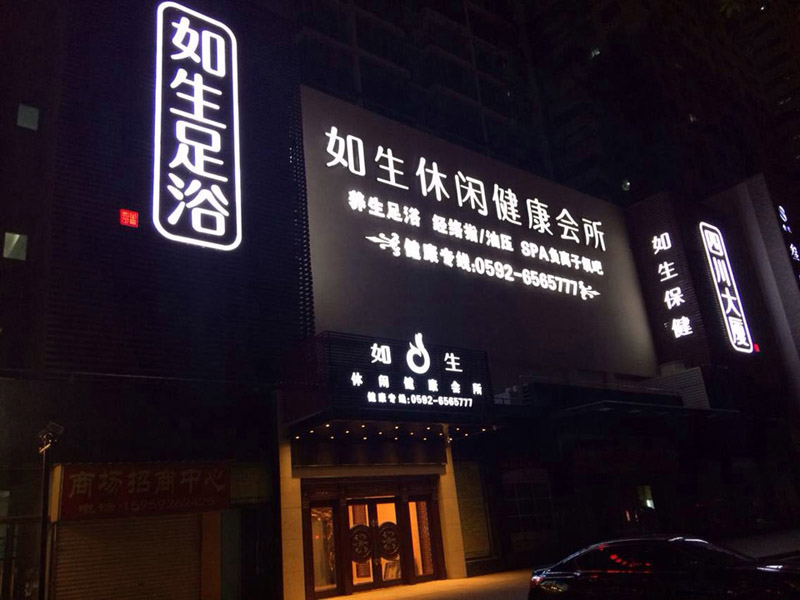 如生足浴
如生休闲健康会所
养生足浴 经络指/油压 SPA负离子氧吧
健康专线:0592-6565777
如生
休闲健康会所
健康专线:0592-6565777
如生保健
四川大厦
商场招商中心